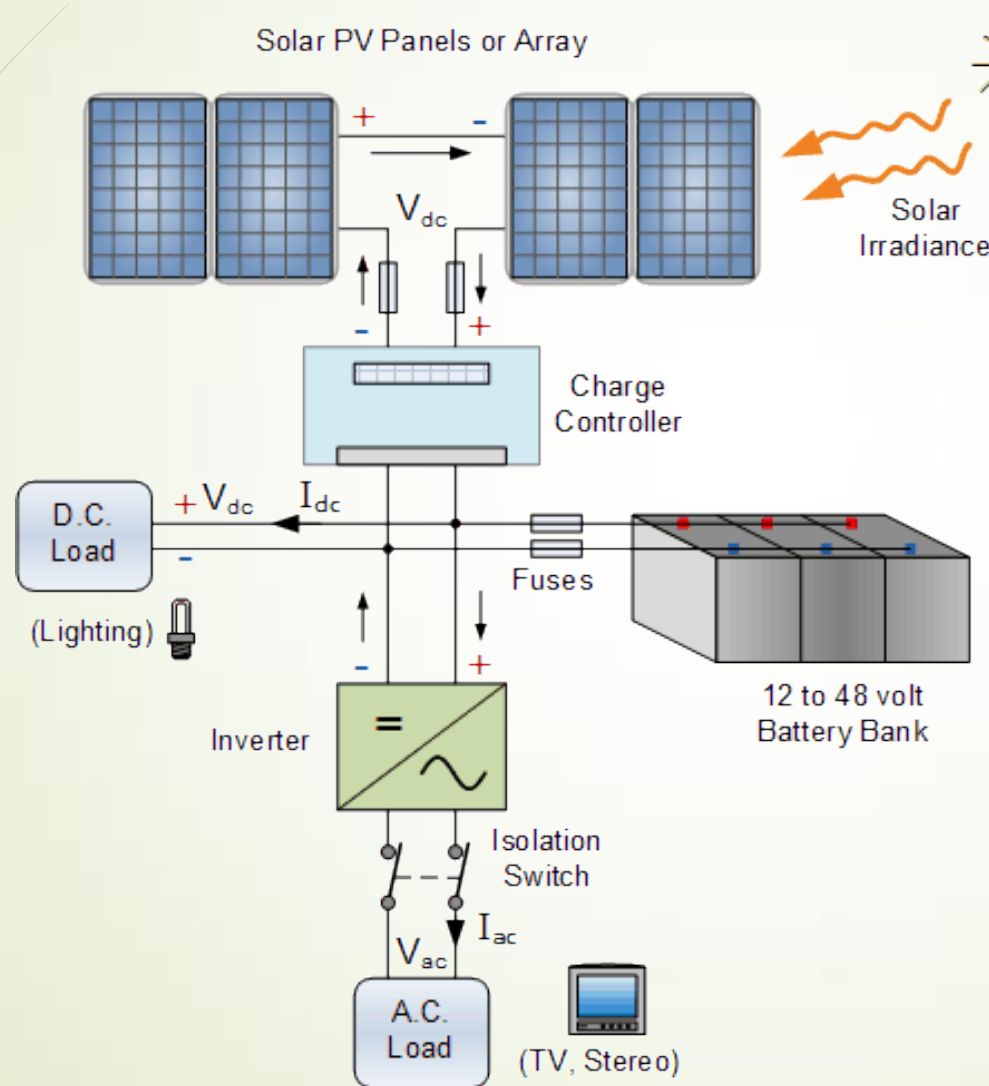 Solar PV Panels or Array
+ -
Vdc
Solar
Irradiance
- +
Charge
Controller
D.C.
Load
+ Vdc Idc
-
Fuses
(Lighting)
- +
12 to 48 volt
Battery Bank
Inverter
=
Isolation
Switch
Iac
Vac
A.C.
Load
(TV, Stereo)